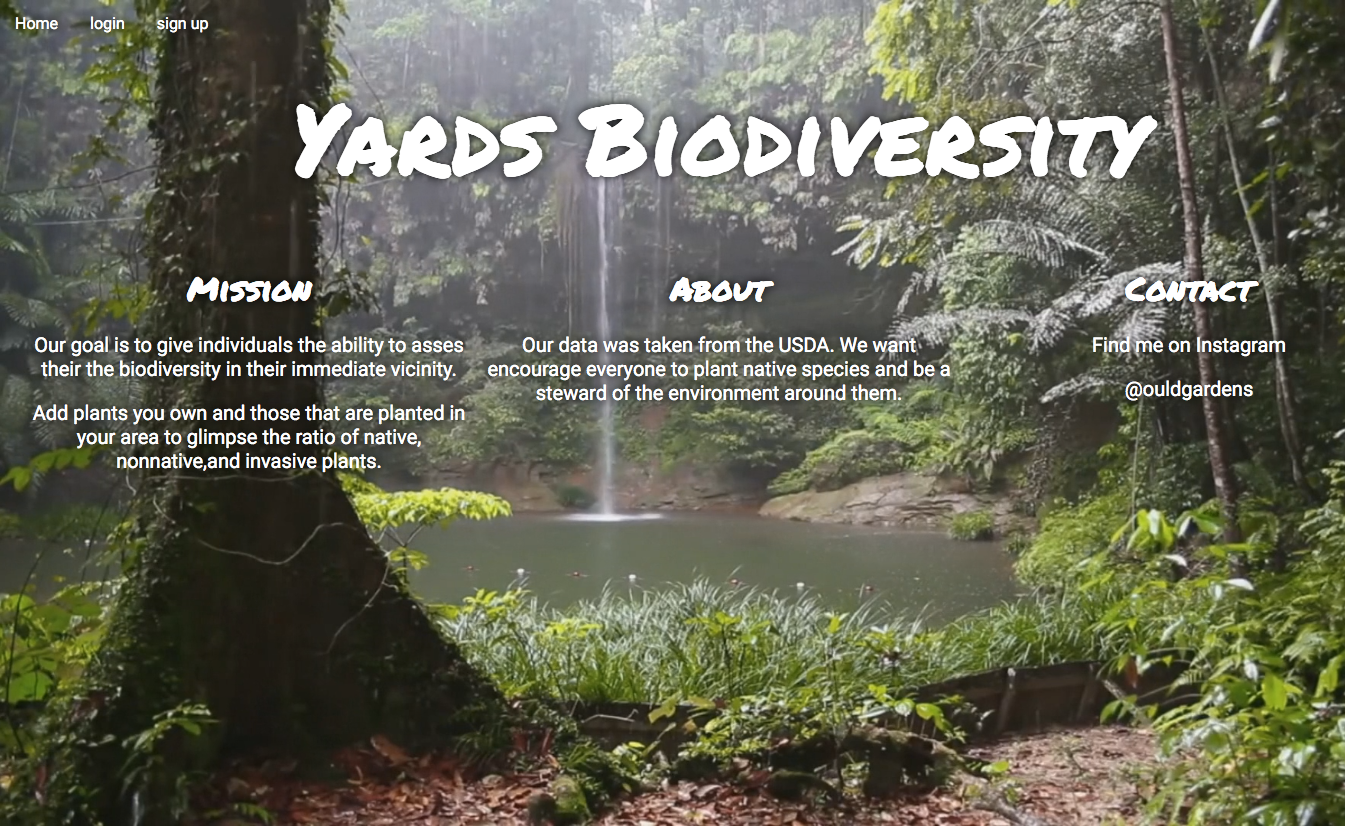 Home login sign up
Yards Biodiversity
Mission
Our goal is to give individuals the ability to asses
their the biodiversity in their immediate vicinity.
Add plants you own and those that are planted in
your area to glimpse the ratio of native,
nonnative,and invasive plants.
About
Our data was taken from the USDA. We want
encourage everyone to plant native species and be a
steward of the environment around them.
Contact
Find me on Instagram
@ouldgardens